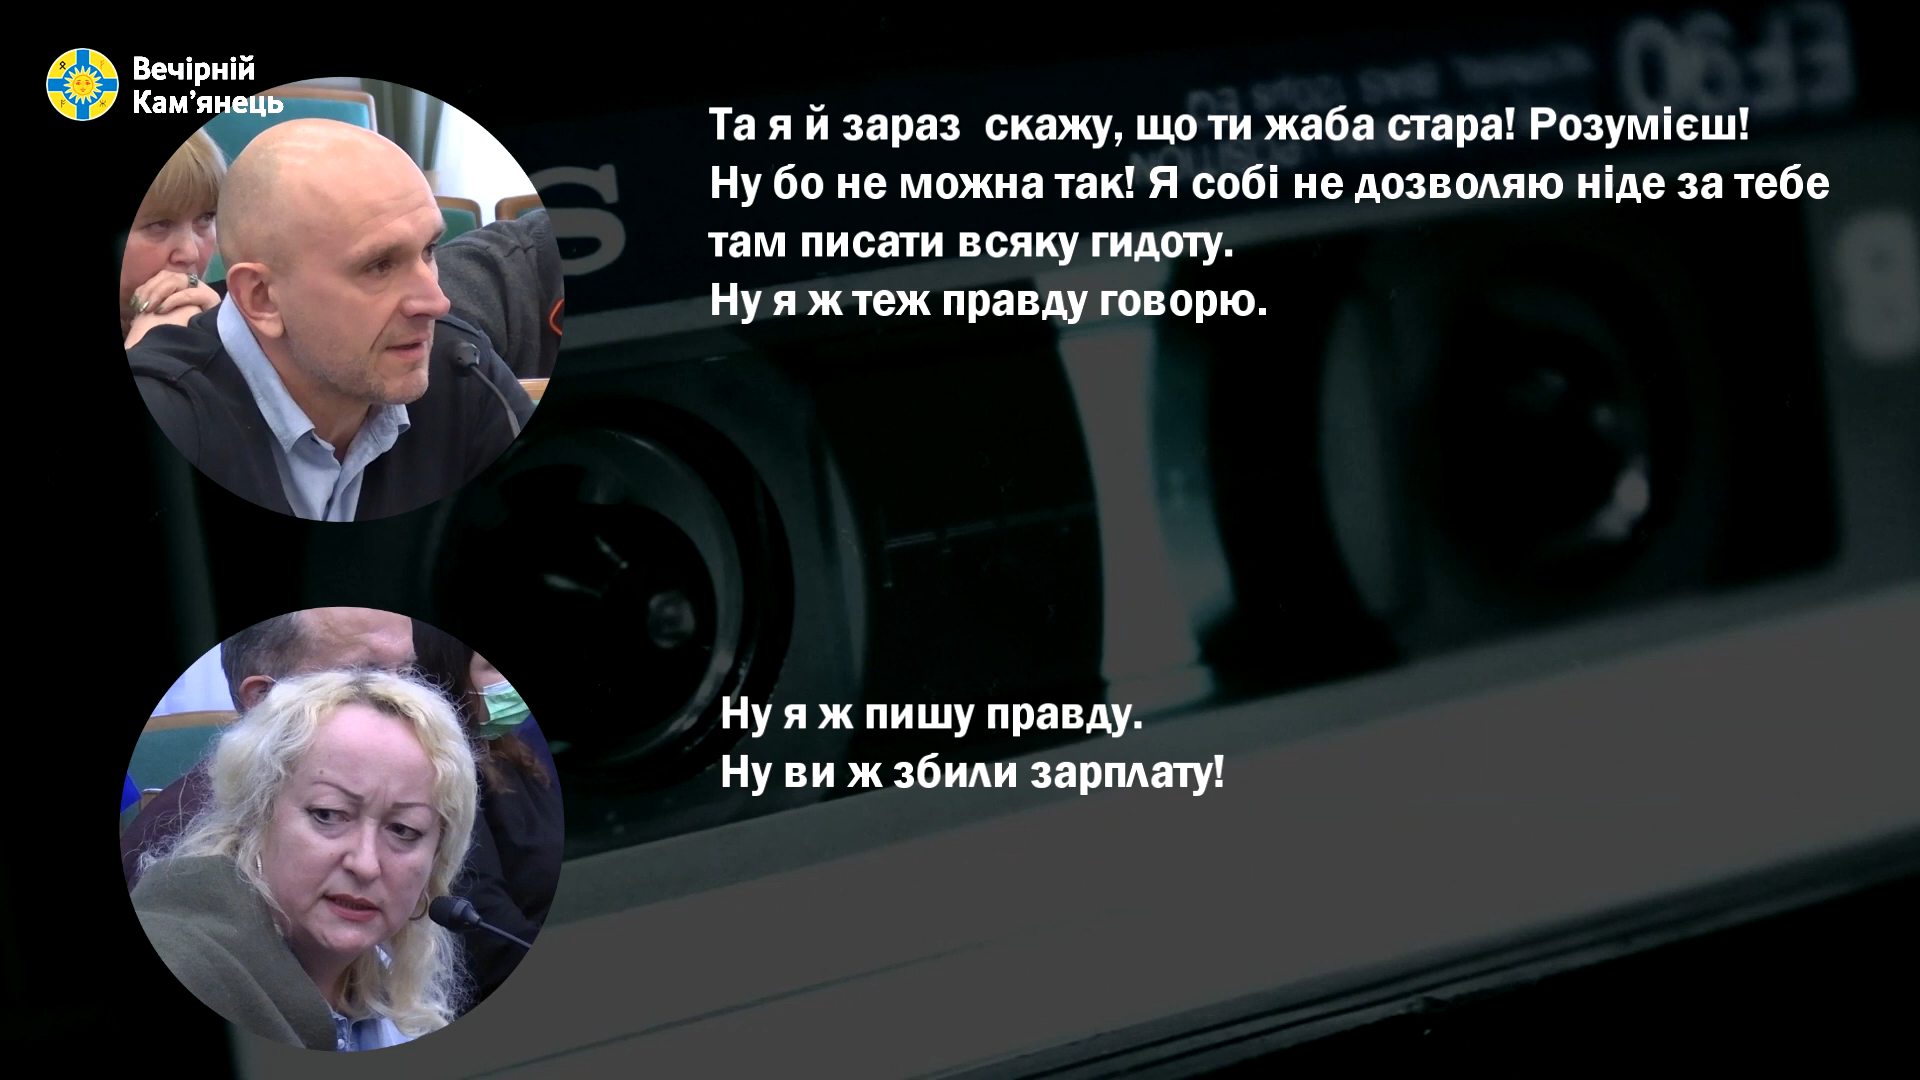 Вечірній
Кам’янець
Та я й зараз скажу, що ти жаба стара! Розумієш!
Ну бо не можна так! Я собі не дозволяю ніде за тебе
там писати всяку гидоту.
Ну я ж теж правду говорю.
Ну я ж пишу правду.
Ну ви ж збили зарплату!
EF90
S